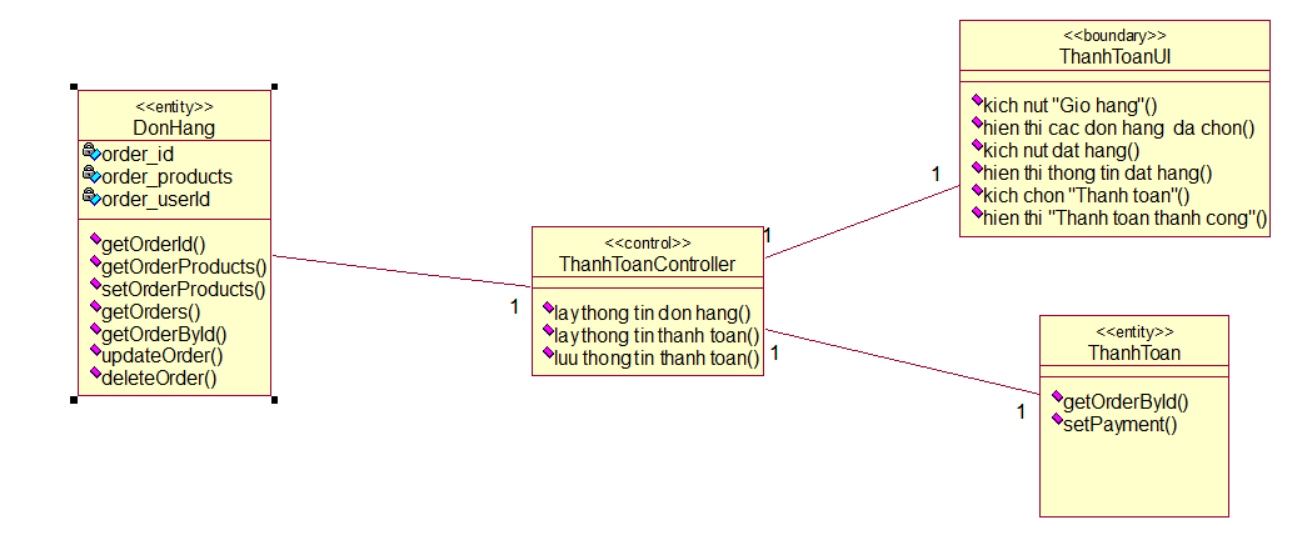 <<entity>>
DonHang
order_id
order_products
order_userId
getOrderId()
getOrderProducts()
setOrderProducts()
getOrders()
getOrderById()
updateOrder()
deleteOrder()
1
<<control>>
ThanhToanController
lay thong tin don hang()
lay thong tin thanh toan()
luu thong tin thanh toan()
1
1
<<boundary>>
ThanhToanUI
kich nut "Gio hang"()
hien thi cac don hang da chon()
kich nut dat hang()
hien thi thong tin dat hang()
kich chon "Thanh toan"()
hien thi "Thanh toan thanh cong"()
1
1
<<entity>>
ThanhToan
getOrderById()
setPayment()